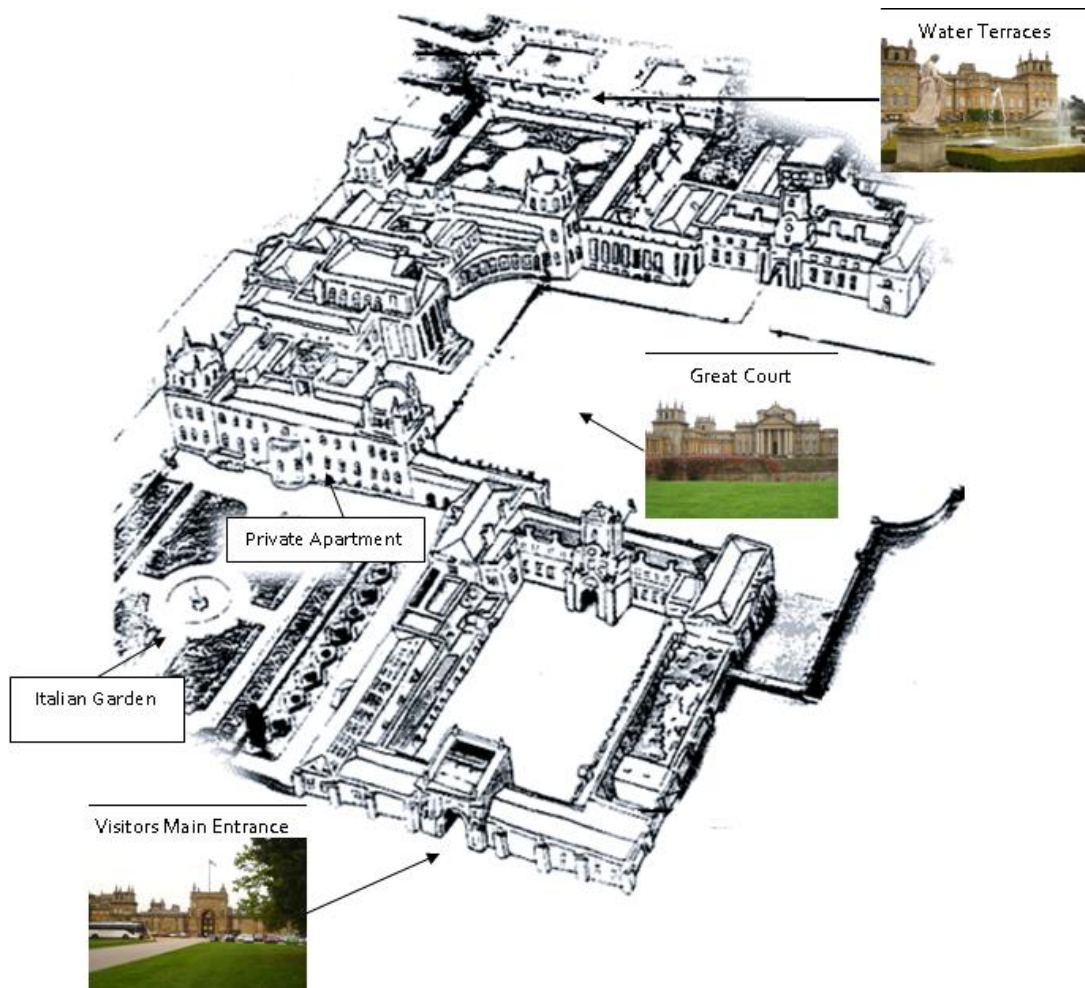 Water Terraces
Great Court
Private Apartment
Italian Garden
Visitors Main Entrance